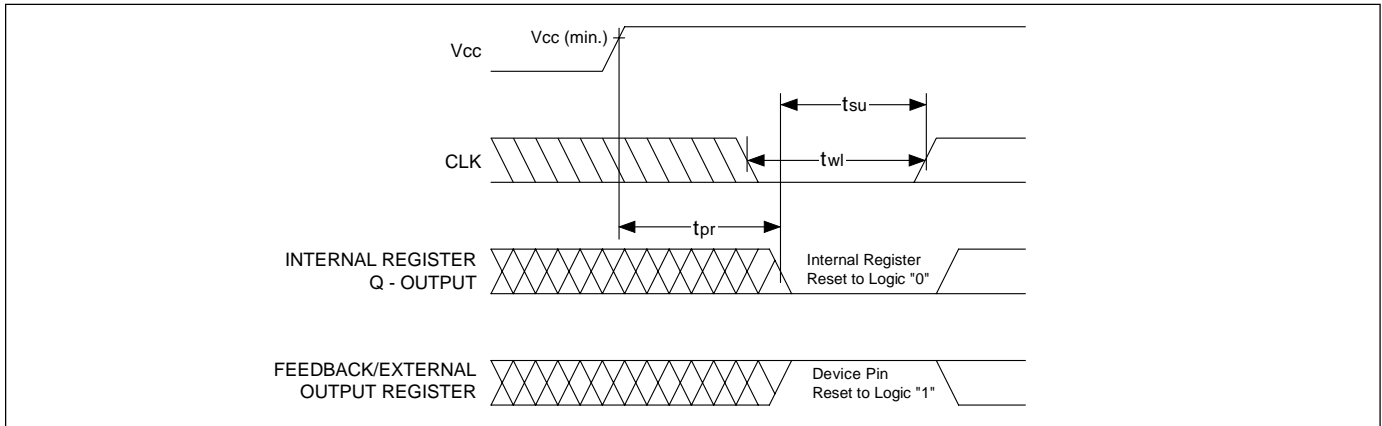 Vcc
Vcc (min.)
tsu
CLK
twl
tpr
INTERNAL REGISTER
Q - OUTPUT
Internal Register
Reset to Logic "0"
FEEDBACK/EXTERNAL
OUTPUT REGISTER
Device Pin
Reset to Logic "1"